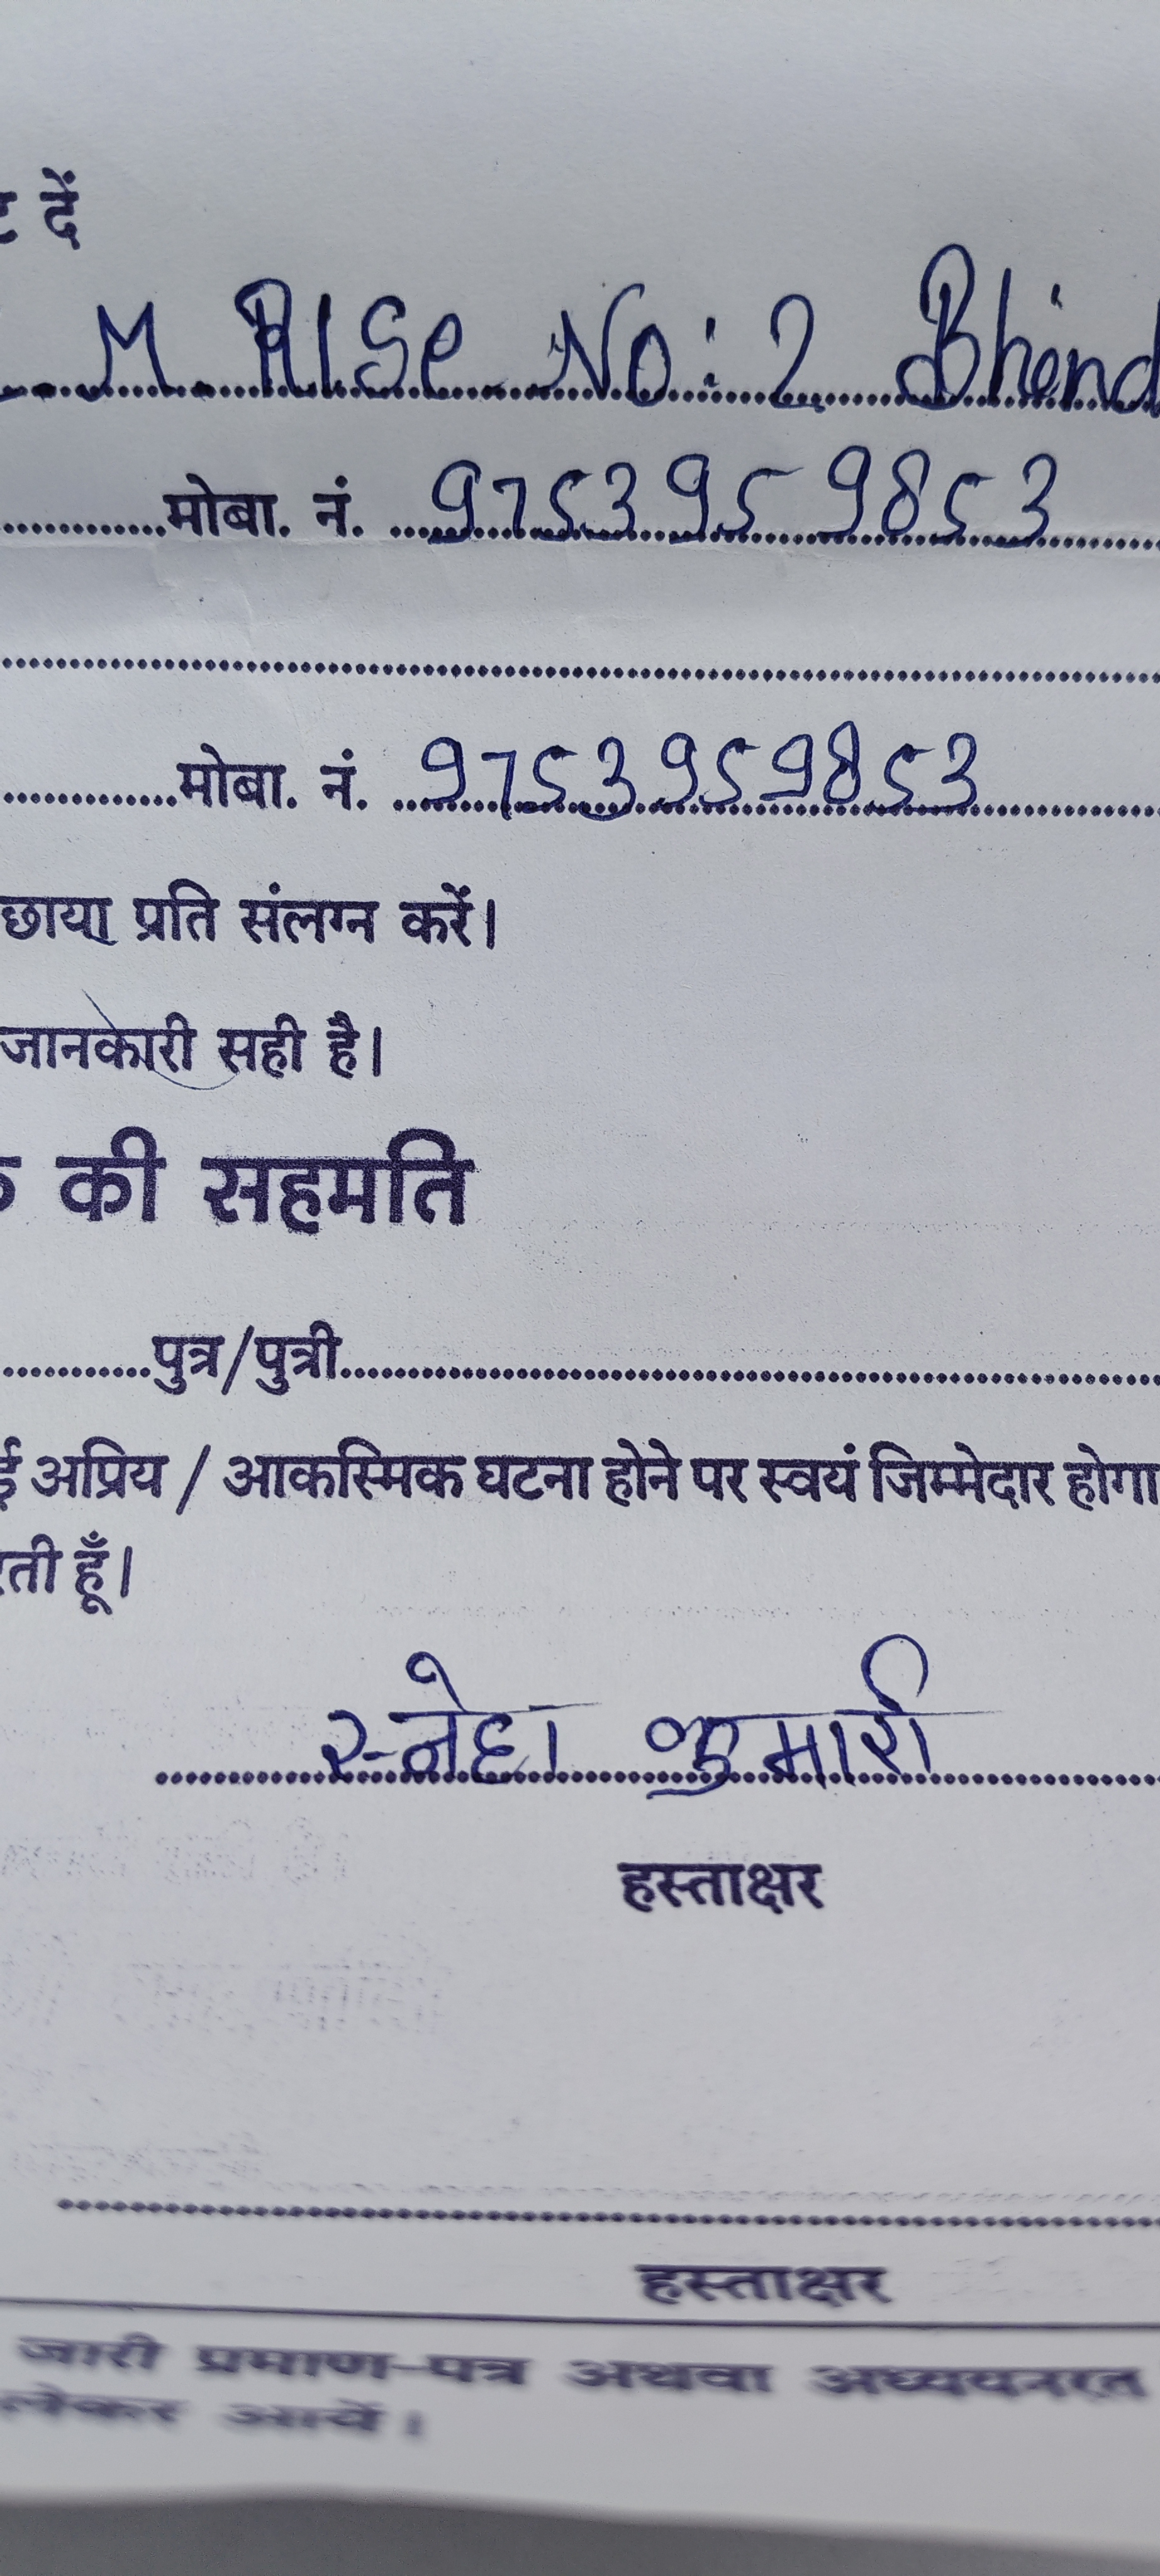 दें
. M. RISe No: 2 Bhind
मोबा. नं. 9753959853
मोबा. नं. 9753959853
छाया प्रति संलग्न करें।
जानकारी सही है।
की सहमति
पुत्र/पुत्री
ई अप्रिय / आकस्मिक घटना होने पर स्वयं जिम्मेदार होगा
रती हूँ।
स्नेहा कुमारी
हस्ताक्षर
हस्ताक्षर
जारी प्रमाण-पत्र अथवा अध्ययनरत
लेकर आवें।